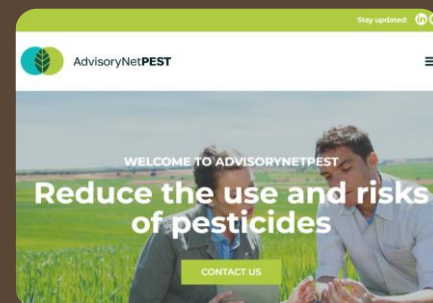 Stay updated:
AdvisoryNetPEST
WELCOME TO ADVISORYNETPEST
Reduce the use and risks
of pesticides
CONTACT US